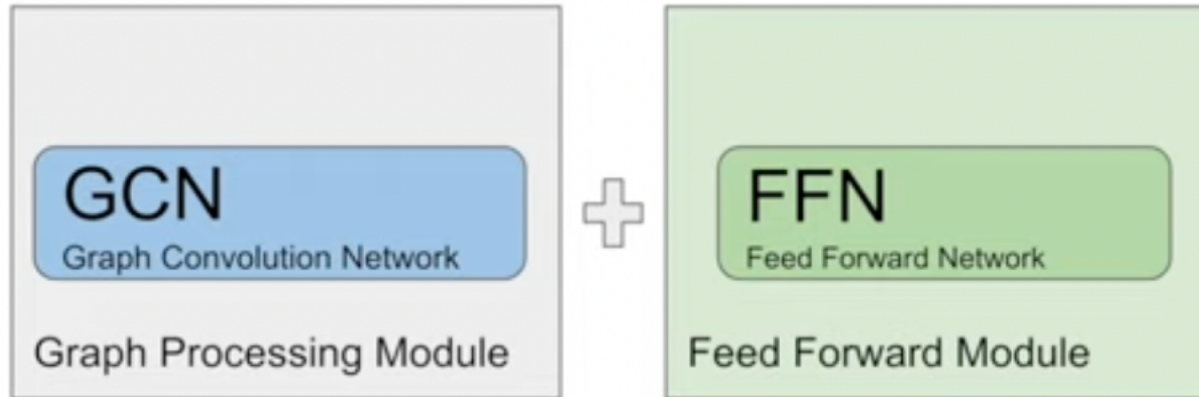 GCN
Graph Convolution Network
Graph Processing Module
FFN
Feed Forward Network
Feed Forward Module